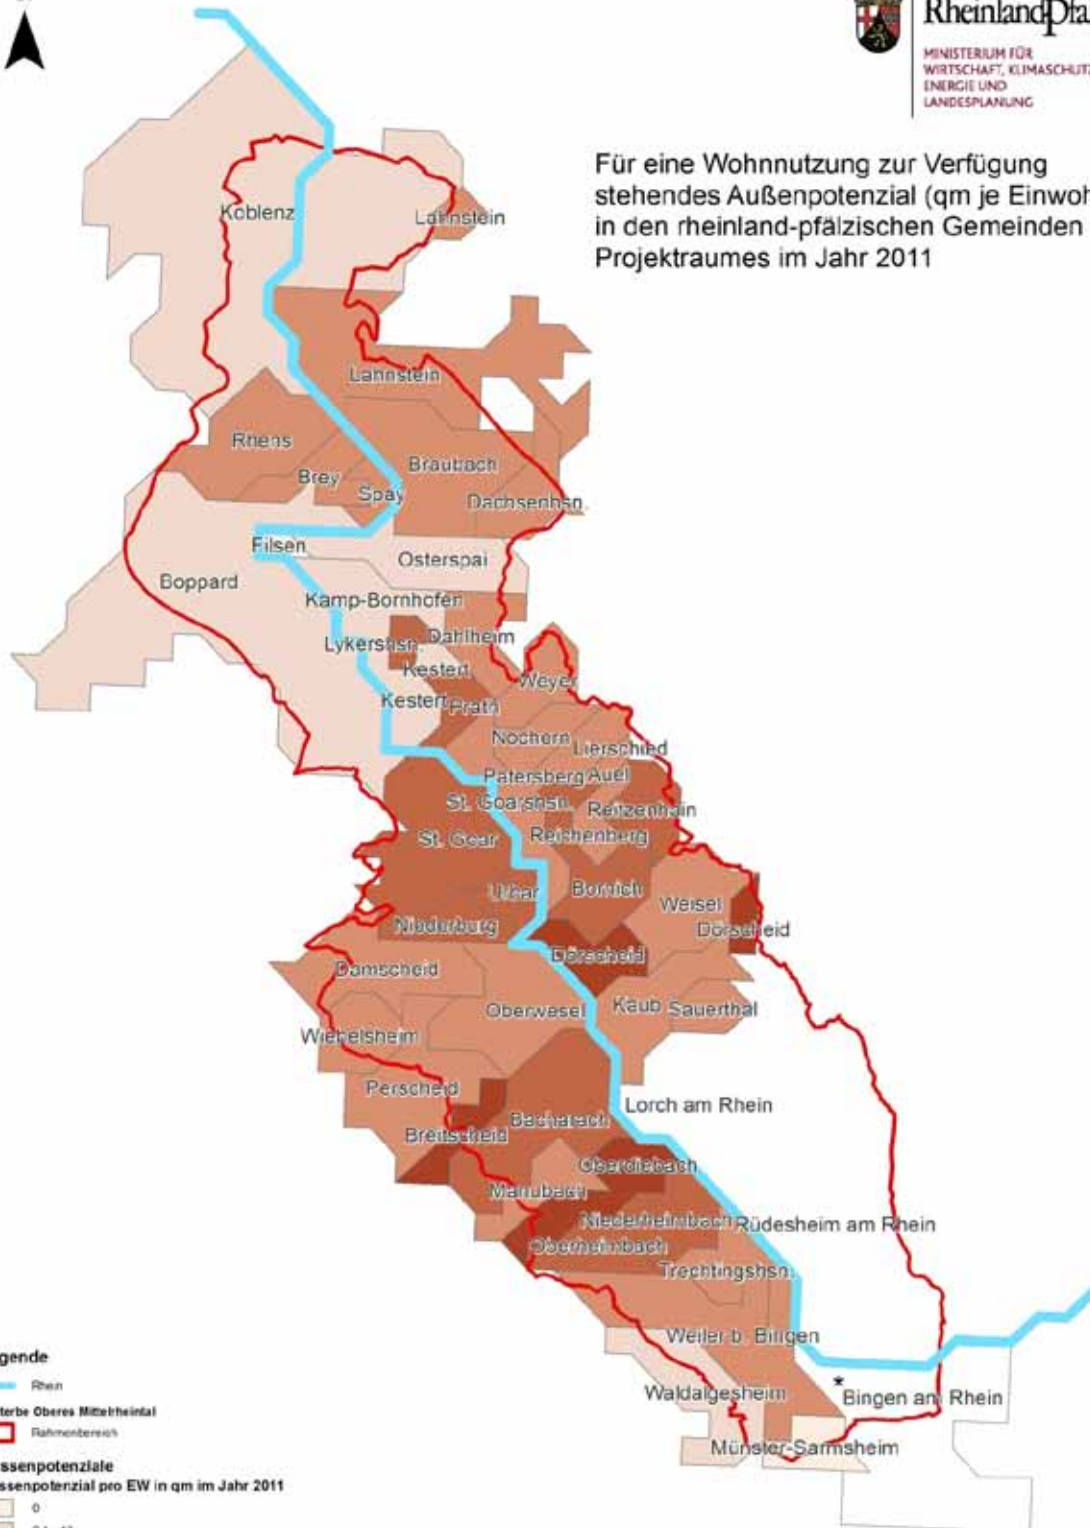 RheinlandPfa
MINISTERIUM FÜR
WIRTSCHAFT, KLIMASCHUTZ
ENERGIE UND
LANDESPLANUNG
Für eine Wohnnutzung zur Verfügung
stehendes Außenpotenzial (qm je Einwoh
in den rheinland-pfälzischen Gemeinden
Projektraumes im Jahr 2011
Koblenz
Lahnstein
Lahnstein
Rhens
Braubach
Brey
Spay
Dachsenhsn.
Filsen
Osterspai
Boppard
Kamp-Bornhofen
Dahlheim
Lykershsn.
Kestert
Weyer
Kestert
Prath
Nochern
Lierschied
Patersberg
Auel
St. Goarshsn.
Reitzenhain
St. Goar
Reichenberg
Urbar
Bornich
Weisel
Niederburg
Dörscheid
Dörscheid
Damscheid
Oberwesel
Kaub
Sauerthal
Wiebelsheim
Perscheid
Lorch am Rhein
Bacharach
Breitscheid
Oberdiebach
Manubach
Niederheimbach
Rüdesheim am Rhein
Oberheimbach
Trechtingshsn.
Weiler b. Bingen
Waldalgesheim
*
Bingen am Rhein
Münster-Sarmsheim
gende
Rhein
terbe Oberes Mittelrheintal
Rahmenbereich
ssenpotenziale
ssenpotenzial pro EW in qm im Jahr 2011
0